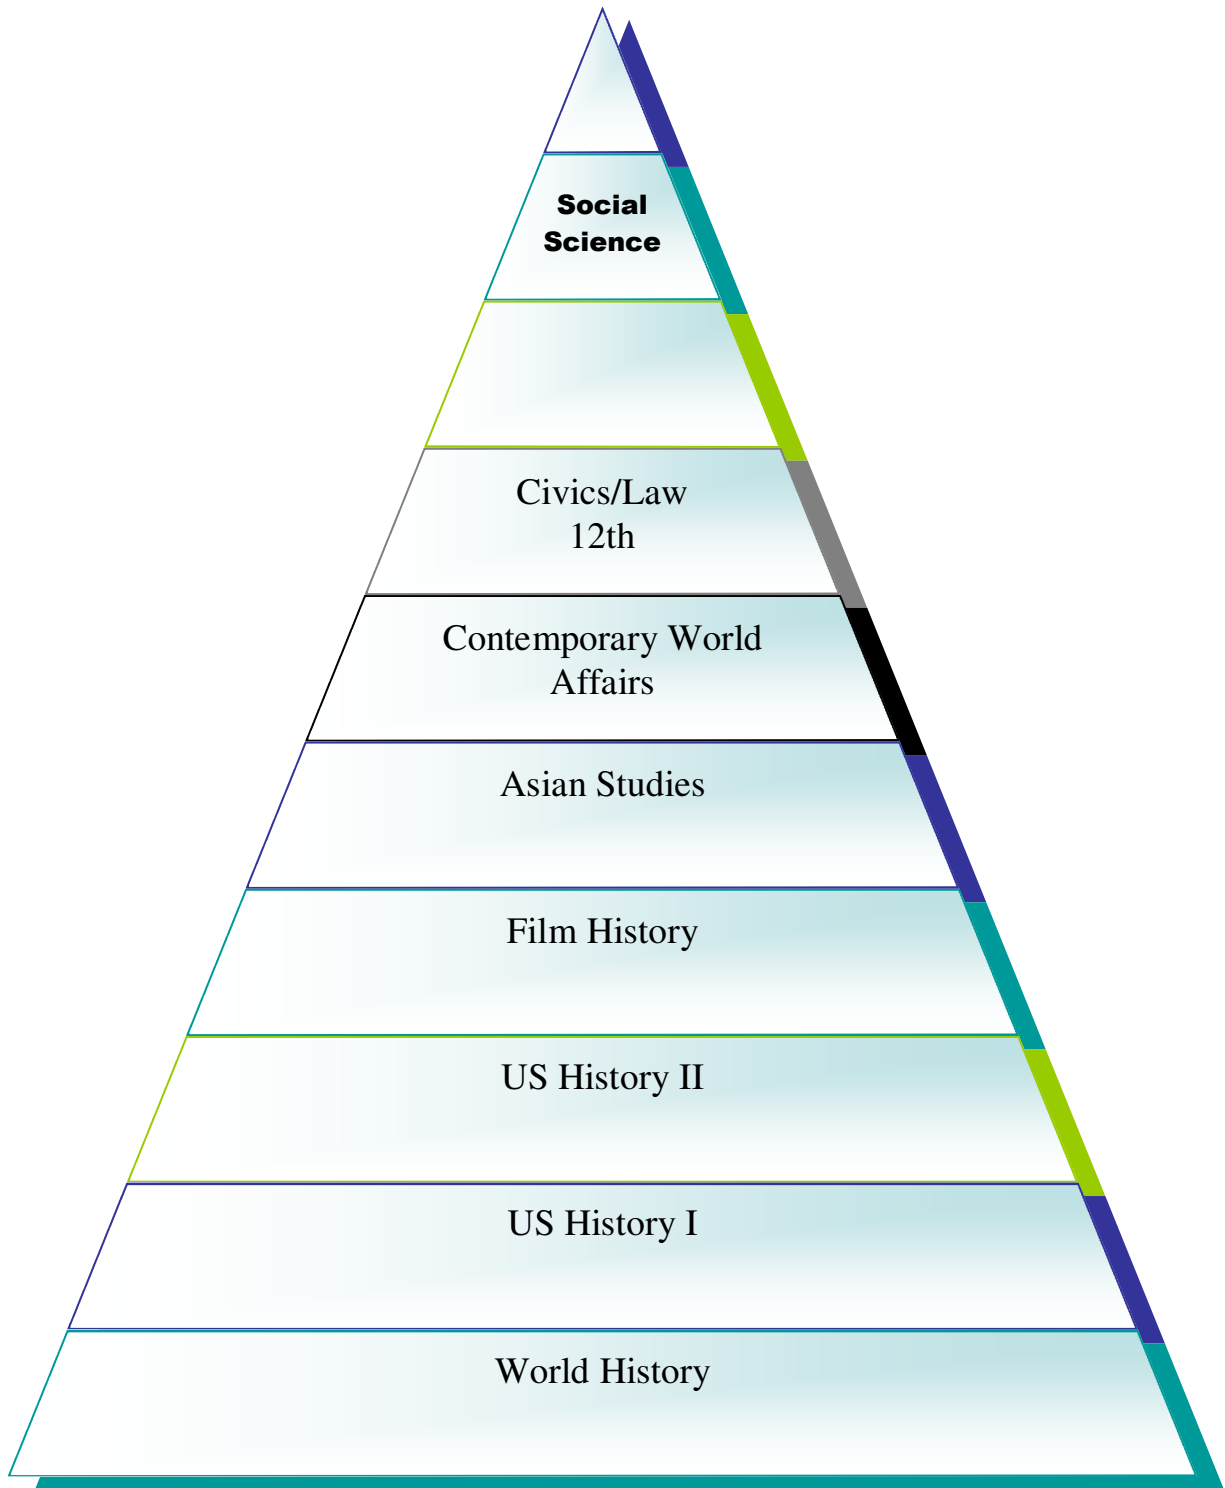 Social
Science
Civics/Law
12th
Contemporary World
Affairs
Asian Studies
Film History
US History II
US History I
World History